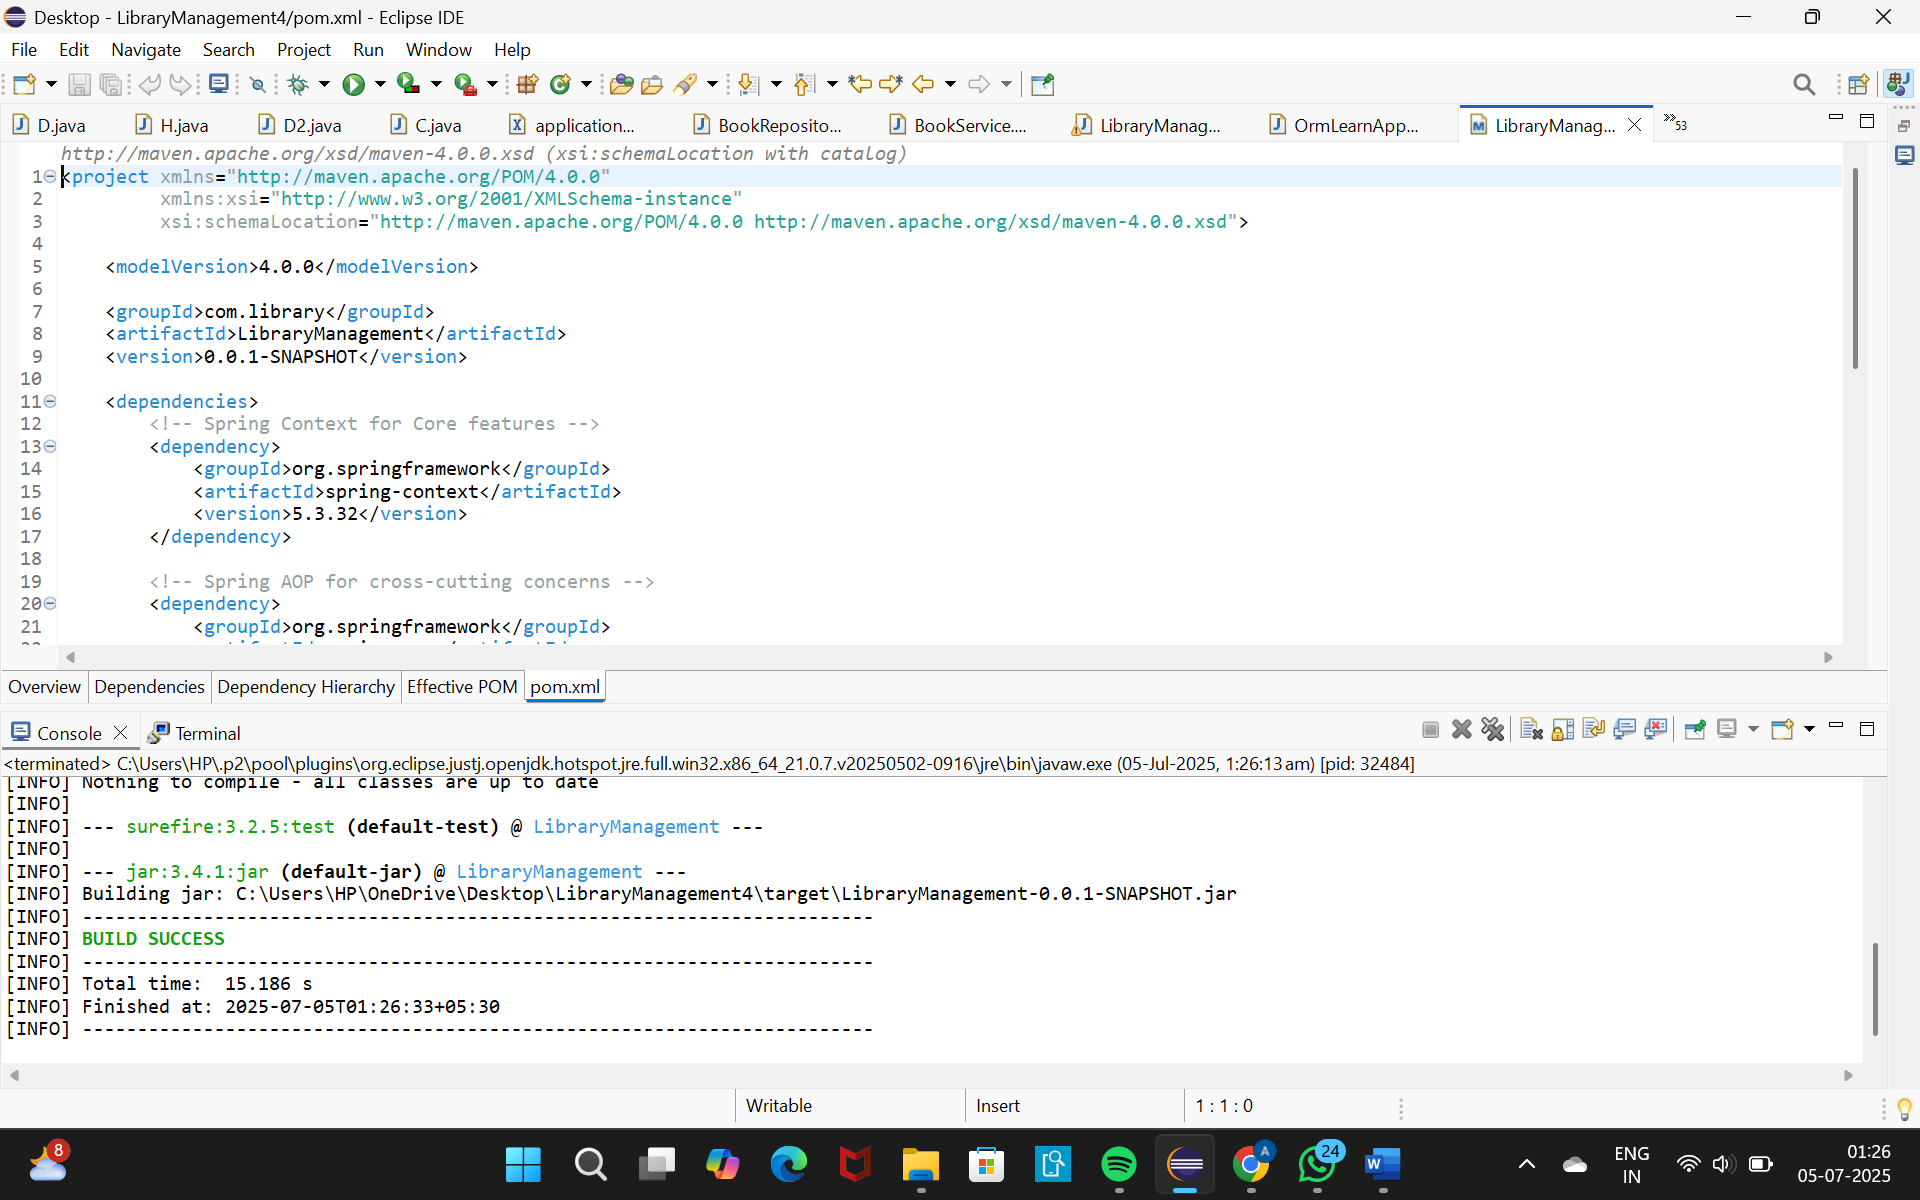 Desktop - LibraryManagement4/pom.xml - Eclipse IDE
File Edit Navigate Search Project Run Window Help
D.java H.java D2.java C.java application... BookReposito... BookService.... LibraryManag... OrmLearnApp... LibraryManag... »53
http://maven.apache.org/xsd/maven-4.0.0.xsd (xsi:schemaLocation with catalog)
1 <project xmlns="http://maven.apache.org/POM/4.0.0"
2 xmlns:xsi="http://www.w3.org/2001/XMLSchema-instance"
3 xsi:schemaLocation="http://maven.apache.org/POM/4.0.0 http://maven.apache.org/xsd/maven-4.0.0.xsd">
4
5 <modelVersion>4.0.0</modelVersion>
6
7 <groupId>com.library</groupId>
8 <artifactId>LibraryManagement</artifactId>
9 <version>0.0.1-SNAPSHOT</version>
10
11 <dependencies>
12 <!-- Spring Context for Core features -->
13 <dependency>
14 <groupId>org.springframework</groupId>
15 <artifactId>spring-context</artifactId>
16 <version>5.3.32</version>
17 </dependency>
18
19 <!-- Spring AOP for cross-cutting concerns -->
20 <dependency>
21 <groupId>org.springframework</groupId>
Overview Dependencies Dependency Hierarchy Effective POM pom.xml
Console Terminal
<terminated> C:\Users\HP\.p2\pool\plugins\org.eclipse.justj.openjdk.hotspot.jre.full.win32.x86_64_21.0.7.v20250502-0916\jre\bin\javaw.exe (05-Jul-2025, 1:26:13 am) [pid: 32484]
[INFO] Nothing to compile - all classes are up to date
[INFO]
[INFO] --- surefire:3.2.5:test (default-test) @ LibraryManagement ---
[INFO]
[INFO] --- jar:3.4.1:jar (default-jar) @ LibraryManagement ---
[INFO] Building jar: C:\Users\HP\OneDrive\Desktop\LibraryManagement4\target\LibraryManagement-0.0.1-SNAPSHOT.jar
[INFO] ------------------------------------------------------------------------
[INFO] BUILD SUCCESS
[INFO] ------------------------------------------------------------------------
[INFO] Total time:  15.186 s
[INFO] Finished at: 2025-07-05T01:26:33+05:30
[INFO] ------------------------------------------------------------------------
Writable Insert 1 : 1 : 0
8 A 24 W ENG IN 01:26
05-07-2025